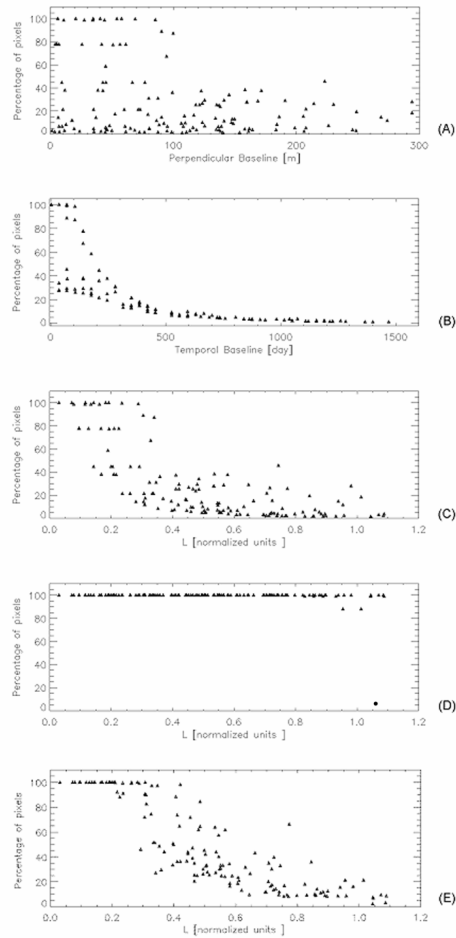 Percentage of pixels
100
80
60
40
20
0
0 100 200 300
Perpendicular Baseline [m]
(A)
Percentage of pixels
100
80
60
40
20
0
0 500 1000 1500
Temporal Baseline [day]
(B)
Percentage of pixels
100
80
60
40
20
0
0.0 0.2 0.4 0.6 0.8 1.0 1.2
L [normalized units ]
(C)
Percentage of pixels
100
80
60
40
20
0
0.0 0.2 0.4 0.6 0.8 1.0 1.2
L [normalized units ]
(D)
Percentage of pixels
100
80
60
40
20
0
0.0 0.2 0.4 0.6 0.8 1.0 1.2
L [normalized units ]
(E)